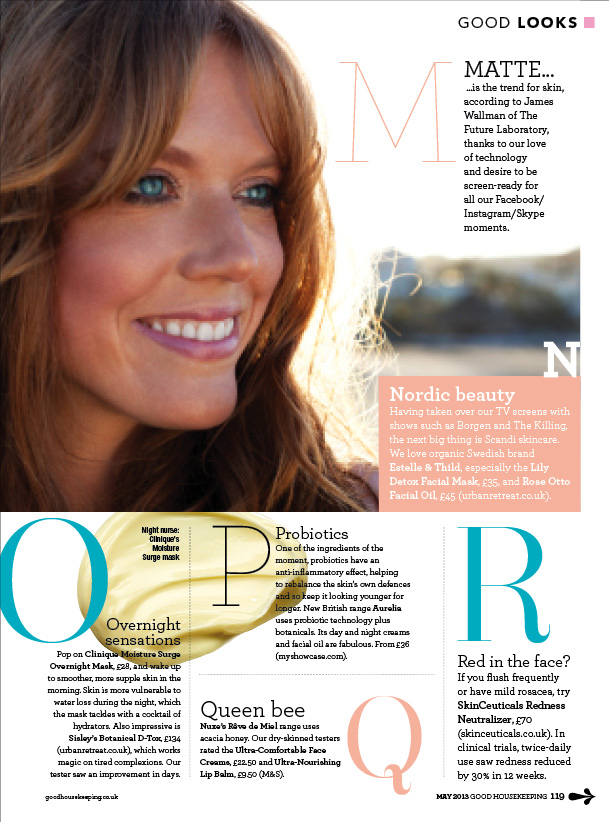 GOOD LOOKS
M
MATTE...
...is the trend for skin,
according to James
Wallman of The
Future Laboratory,
thanks to our love
of technology
and desire to be
screen-ready for
all our Facebook/
Instagram/Skype
moments.
N
Nordic beauty
Having taken over our TV screens with
shows such as Borgen and The Killing,
the next big thing is Scandi skincare.
We love organic Swedish brand
Estelle & Thild, especially the Lily
Detox Facial Mask, £35, and Rose Otto
Facial Oil, £45 (urbanretreat.co.uk).
O
Night nurse:
Clinique's
Moisture
Surge mask
Overnight
sensations
Pop on Clinique Moisture Surge
Overnight Mask, £28, and wake up
to smoother, more supple skin in the
morning. Skin is more vulnerable to
water loss during the night, which
the mask tackles with a cocktail of
hydrators. Also impressive is
Sisley's Botanical D-Tox, £134
(urbanretreat.co.uk), which works
magic on tired complexions. Our
tester saw an improvement in days.
P
Probiotics
One of the ingredients of the
moment, probiotics have an
anti-inflammatory effect, helping
to rebalance the skin's own defences
and so keep it looking younger for
longer. New British range Aurelia
uses probiotic technology plus
botanicals. Its day and night creams
and facial oil are fabulous. From £36
(myshowcase.com).
Queen bee
Nuxe's Rêve de Miel range uses
acacia honey. Our dry-skinned testers
rated the Ultra-Comfortable Face
Creams, £22.50 and Ultra-Nourishing
Lip Balm, £9.50 (M&S).
Q
R
Red in the face?
If you flush frequently
or have mild rosacea, try
SkinCeuticals Redness
Neutralizer, £70
(skinceuticals.co.uk). In
clinical trials, twice-daily
use saw redness reduced
by 30% in 12 weeks.
goodhousekeeping.co.uk
MAY 2013 GOOD HOUSEKEEPING 119